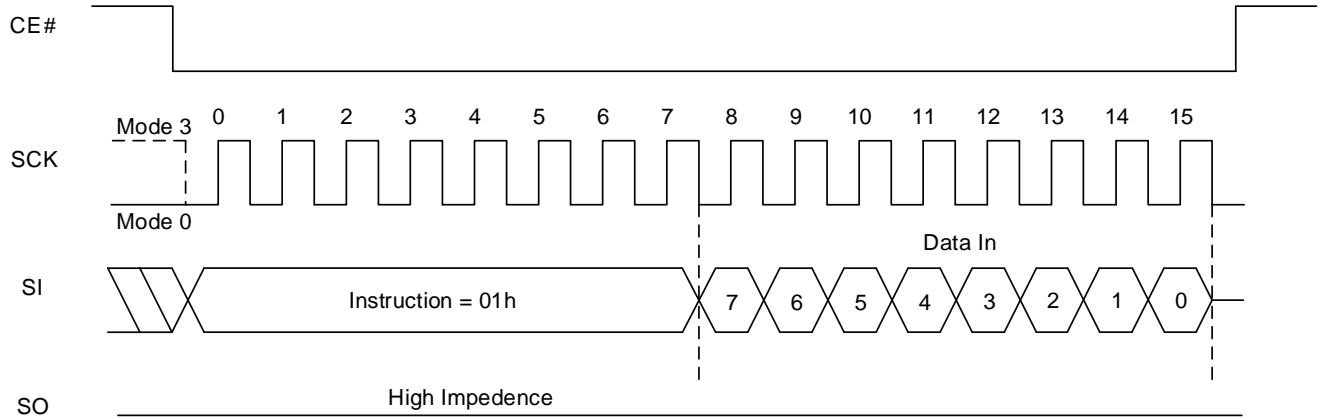 CE#
0 1 2 3 4 5 6 7 8 9 10 11 12 13 14 15
Mode 3
SCK
Mode 0
Data In
SI
Instruction = 01h
7 6 5 4 3 2 1 0
High Impedence
SO